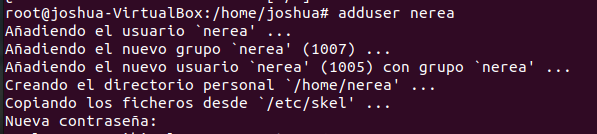 root@joshua-VirtualBox:/home/joshua# adduser nerea
Añadiendo el usuario `nerea' ...
Añadiendo el nuevo grupo `nerea' (1007) ...
Añadiendo el nuevo usuario `nerea' (1005) con grupo `nerea' ...
Creando el directorio personal `/home/nerea' ...
Copiando los ficheros desde `/etc/skel' ...
Nueva contraseña: